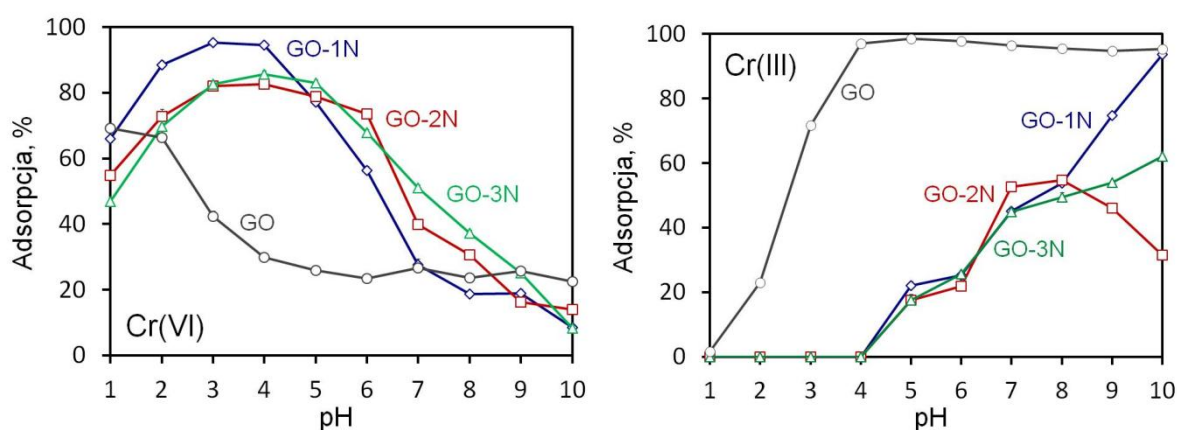 Adsorpcja, %
100
80
60
40
20
0
GO-1N
GO-2N
GO-3N
GO
Cr(VI)
1 2 3 4 5 6 7 8 9 10
pH
Adsorpcja, %
100
80
60
40
20
0
Cr(III)
GO
GO-1N
GO-2N
GO-3N
1 2 3 4 5 6 7 8 9 10
pH